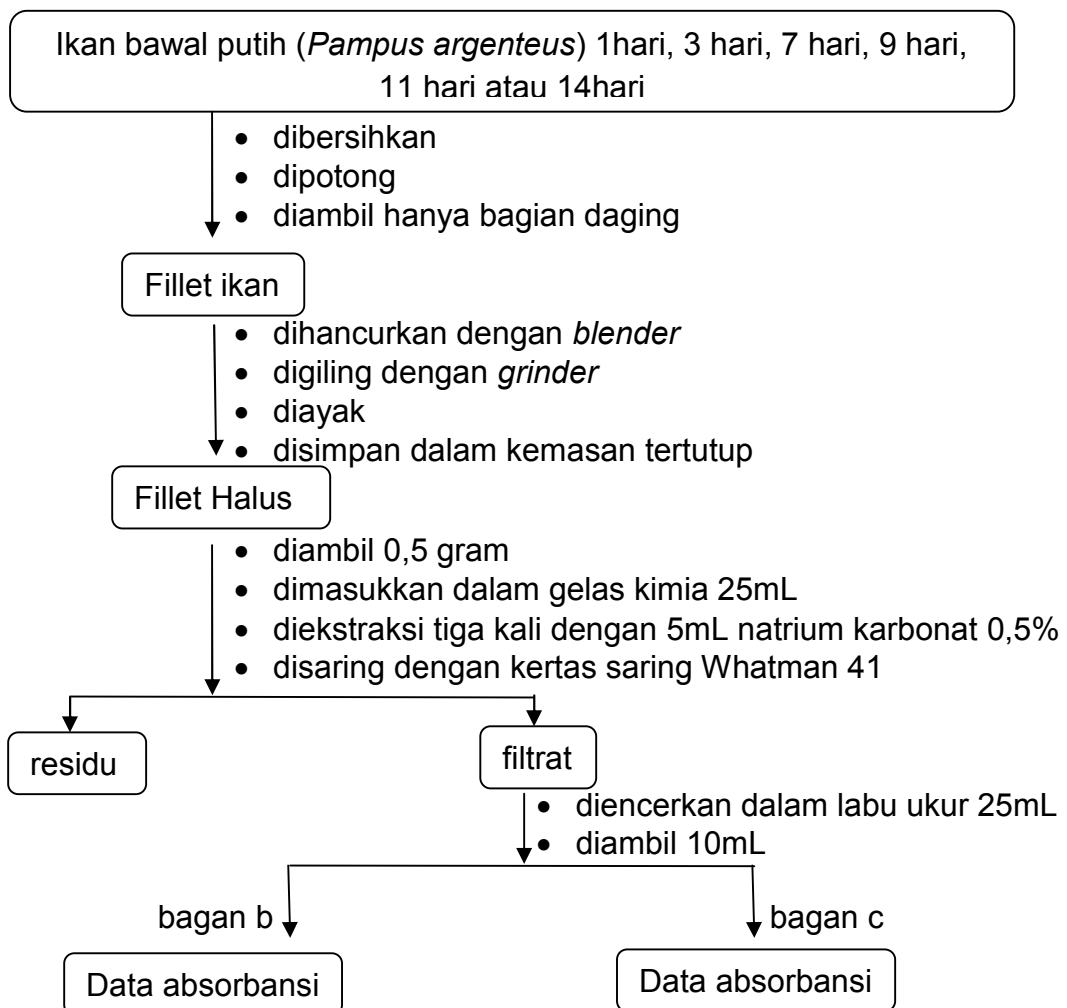 Ikan bawal putih (Pampus argenteus) 1hari, 3 hari, 7 hari, 9 hari,
11 hari atau 14hari
• dibersihkan
• dipotong
• diambil hanya bagian daging
Fillet ikan
• dihancurkan dengan blender
• digiling dengan grinder
• diayak
• disimpan dalam kemasan tertutup
Fillet Halus
• diambil 0,5 gram
• dimasukkan dalam gelas kimia 25mL
• diekstraksi tiga kali dengan 5mL natrium karbonat 0,5%
• disaring dengan kertas saring Whatman 41
residu
filtrat
• diencerkan dalam labu ukur 25mL
• diambil 10mL
bagan b
bagan c
Data absorbansi
Data absorbansi